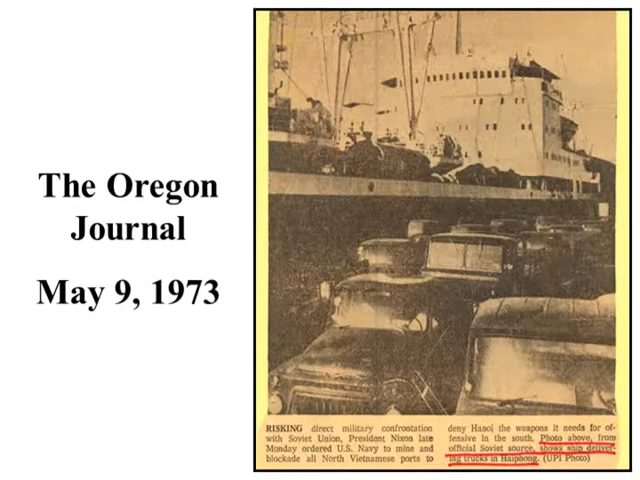 The Oregon
Journal
May 9, 1973
RISKING direct military confrontation
with Soviet Union, President Nixon late
Monday ordered U.S. Navy to mine and
blockade all North Vietnamese ports to
deny Hanoi the weapons it needs for of-
fensive in the south. Photo above, from
official Soviet source, shows ship deliver-
ing trucks in Haiphong. (UPI Photo)